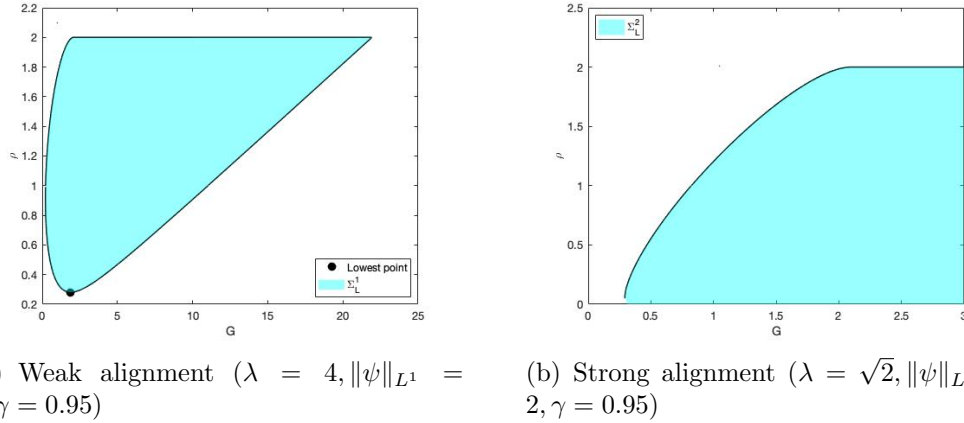 2.2
2
1.8
1.6
1.4
1.2
1
0.8
0.6
0.4
0.2
ρ
0 5 10 15 20 25
G
Lowest point
Σ¹_L
2.5
2
1.5
1
0.5
0
ρ
0 0.5 1 1.5 2 2.5 3
G
Σ²_L
) Weak alignment (λ = 4, ‖ψ‖_{L¹} =
γ = 0.95)
(b) Strong alignment (λ = √2, ‖ψ‖_L
2, γ = 0.95)